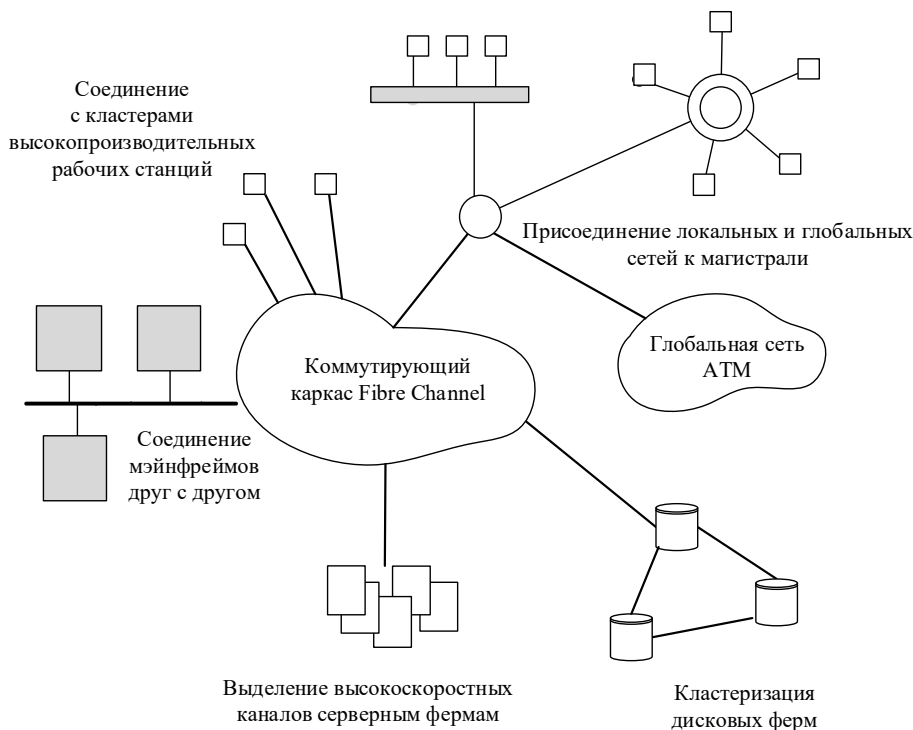 Соединение
с кластерами
высокопроизводительных
рабочих станций
Присоединение локальных и глобальных
сетей к магистрали
Глобальная сеть
АТМ
Коммутирующий
каркас Fibre Channel
Соединение
мэйнфреймов
друг с другом
Выделение высокоскоростных
каналов серверным фермам
Кластеризация
дисковых ферм